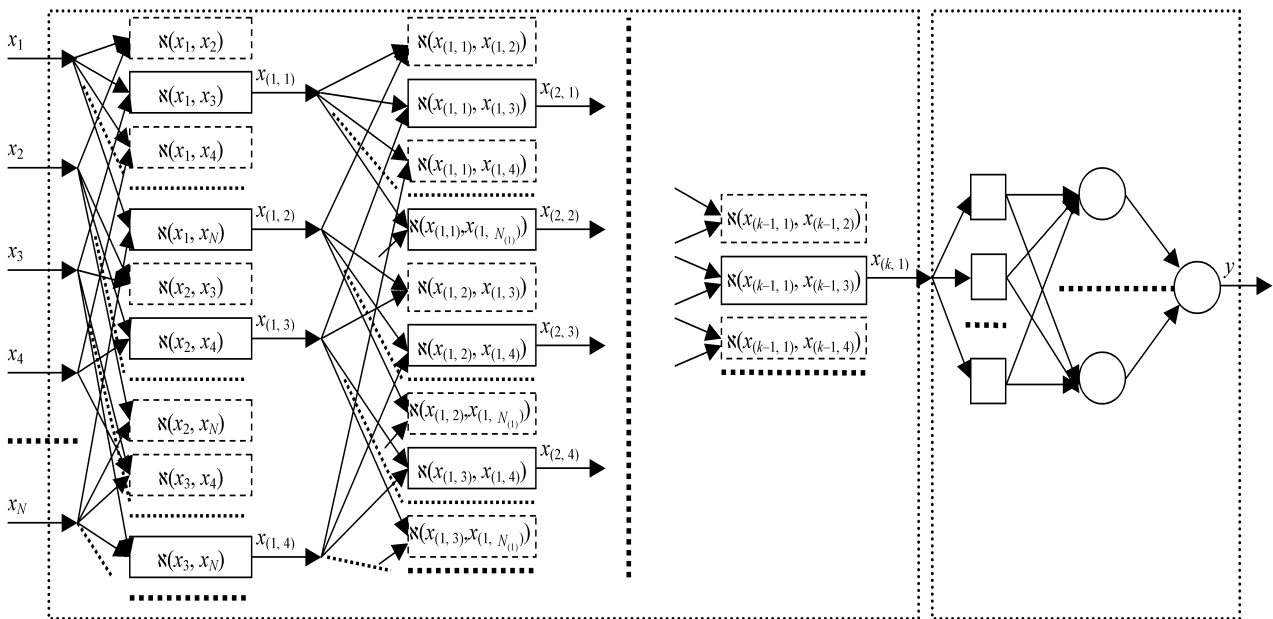 x1
x2
x3
x4
xN
ℵ(x1, x2)
ℵ(x1, x3)
ℵ(x1, x4)
ℵ(x1, xN)
ℵ(x2, x3)
ℵ(x2, x4)
ℵ(x2, xN)
ℵ(x3, x4)
ℵ(x3, xN)
x(1, 1)
x(1, 2)
x(1, 3)
x(1, 4)
ℵ(x(1, 1), x(1, 2))
ℵ(x(1, 1), x(1, 3))
ℵ(x(1, 1), x(1, 4))
ℵ(x(1,1),x(1, N(1)))
ℵ(x(1, 2), x(1, 3))
ℵ(x(1, 2), x(1, 4))
ℵ(x(1, 2),x(1, N(1)))
ℵ(x(1, 3), x(1, 4))
ℵ(x(1, 3),x(1, N(1)))
x(2, 1)
x(2, 2)
x(2, 3)
x(2, 4)
ℵ(x(k–1, 1), x(k–1, 2))
ℵ(x(k–1, 1), x(k–1, 3))
ℵ(x(k–1, 1), x(k–1, 4))
x(k, 1)
y